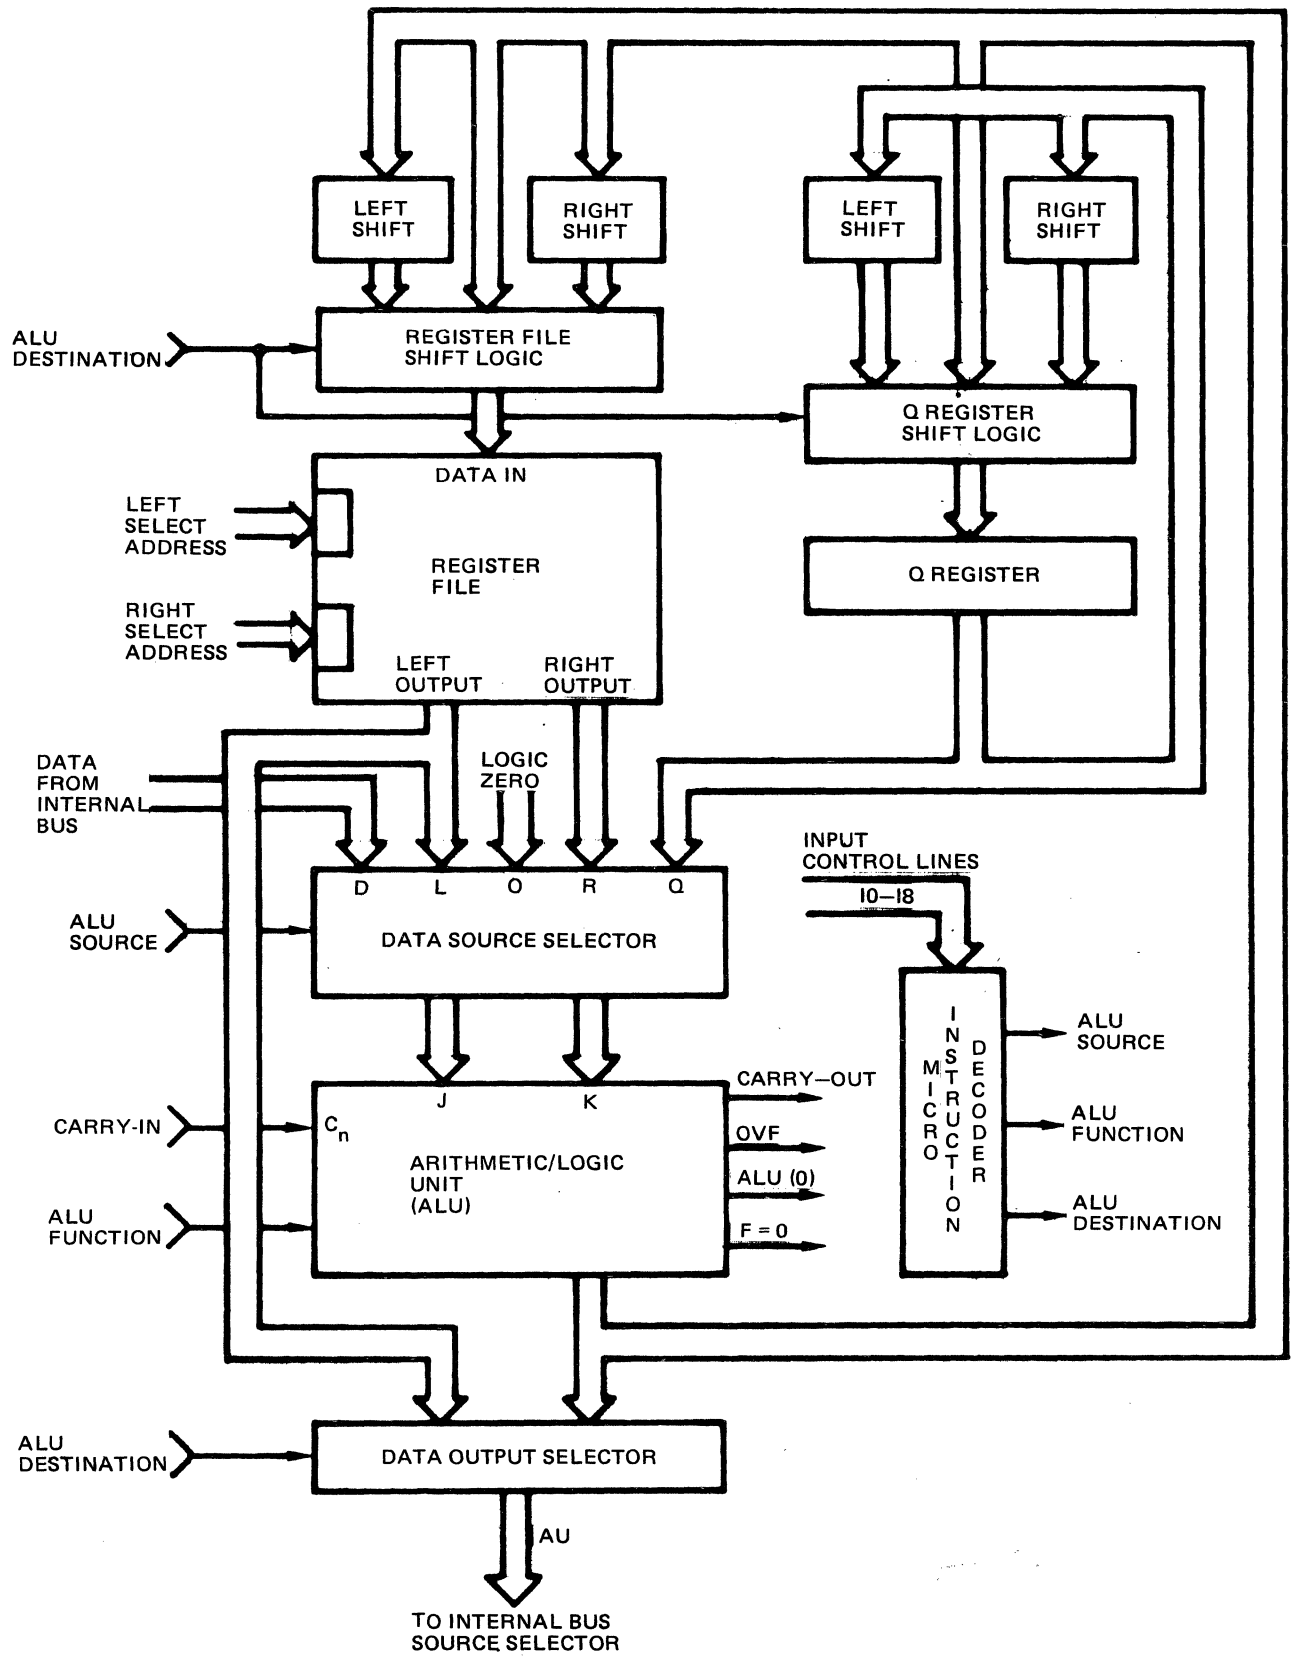 LEFT
SHIFT
RIGHT
SHIFT
LEFT
SHIFT
RIGHT
SHIFT
ALU
DESTINATION
REGISTER FILE
SHIFT LOGIC
Q REGISTER
SHIFT LOGIC
DATA IN
LEFT
SELECT
ADDRESS
REGISTER
FILE
Q REGISTER
RIGHT
SELECT
ADDRESS
LEFT
OUTPUT
RIGHT
OUTPUT
DATA
FROM
INTERNAL
BUS
LOGIC
ZERO
INPUT
CONTROL LINES
I0–I8
D L O R Q
ALU
SOURCE
DATA SOURCE SELECTOR
MICRO
INSTRUCTION
DECODER
ALU
SOURCE
ALU
FUNCTION
ALU
DESTINATION
J K
CARRY-IN
Cn
ARITHMETIC/LOGIC
UNIT
(ALU)
CARRY–OUT
OVF
ALU (0)
F = 0
ALU
FUNCTION
ALU
DESTINATION
DATA OUTPUT SELECTOR
AU
TO INTERNAL BUS
SOURCE SELECTOR